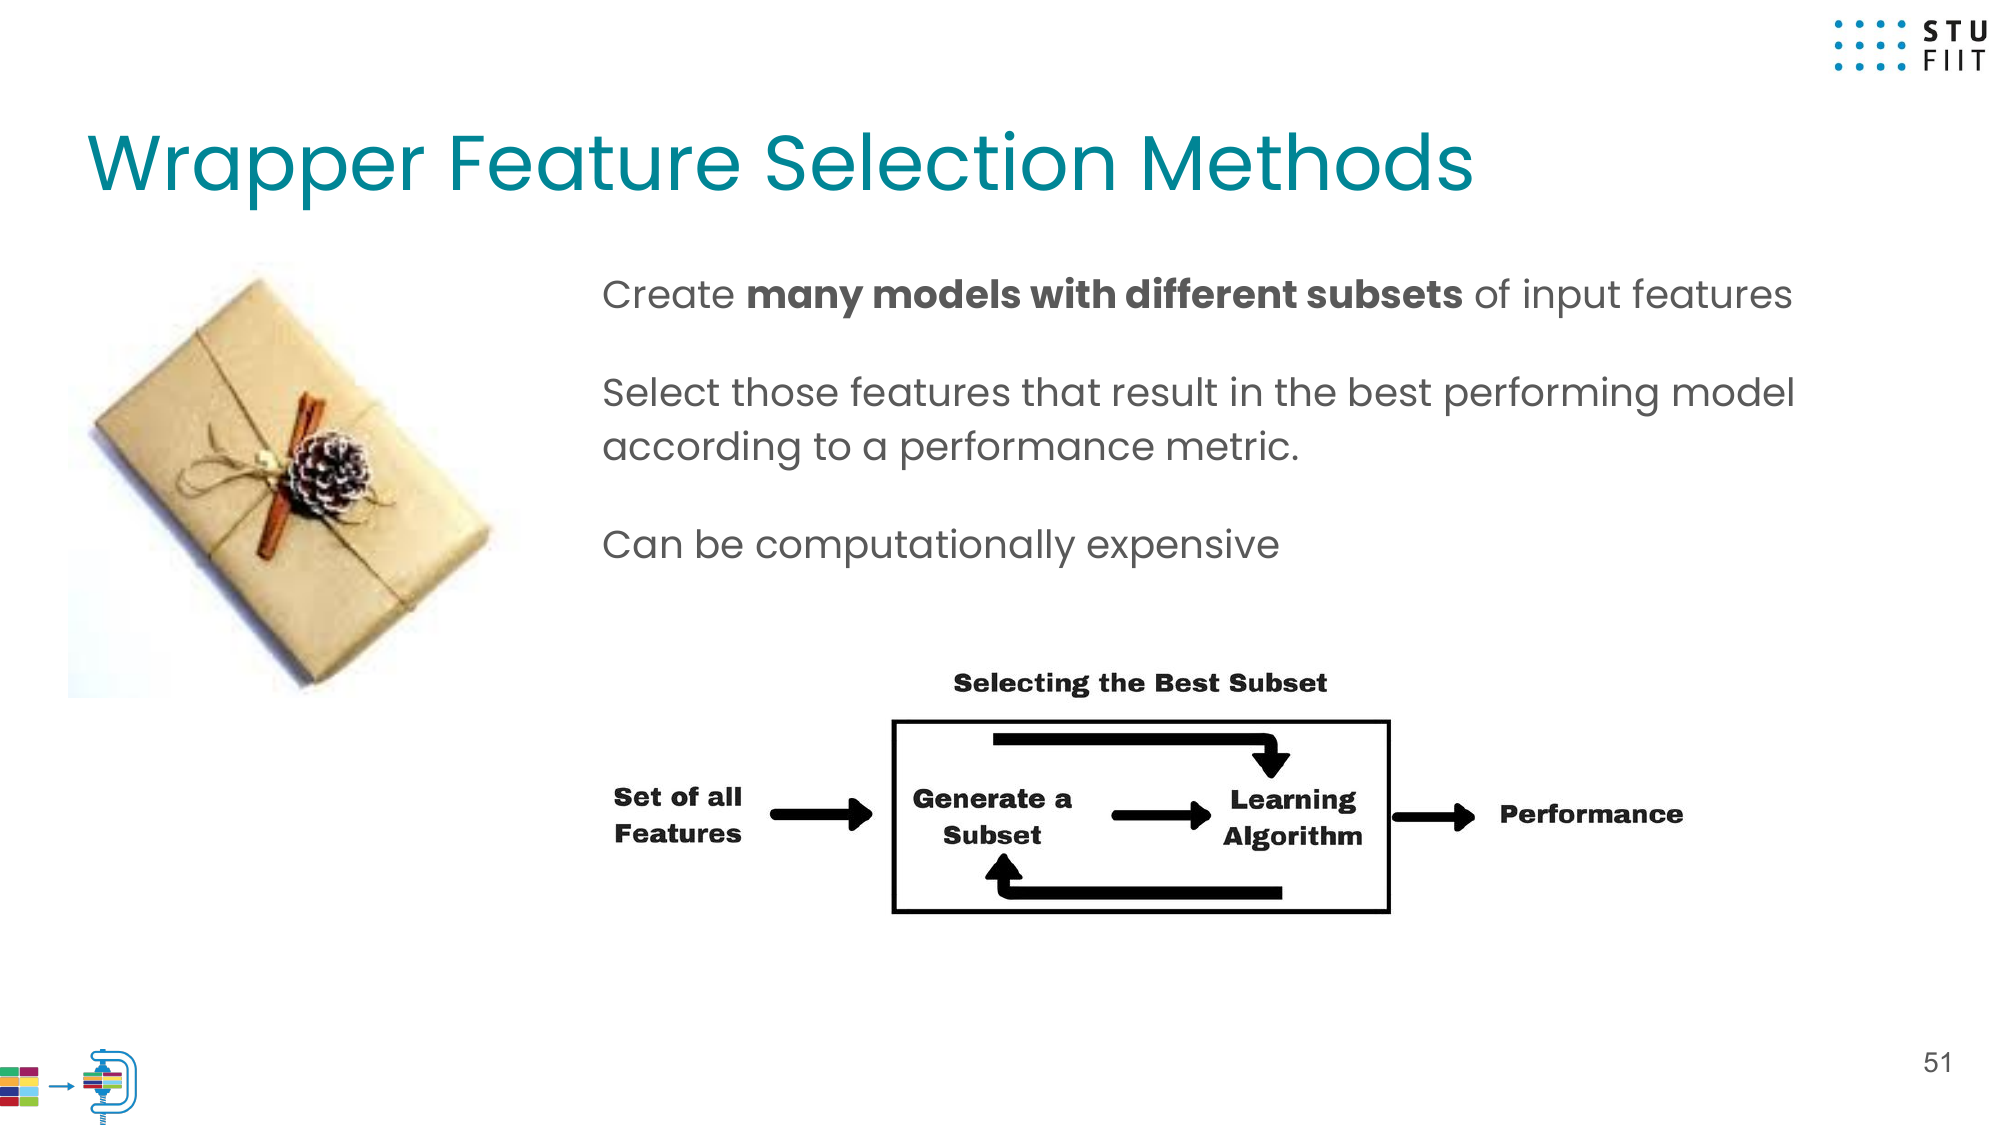 STU
FIIT
Wrapper Feature Selection Methods
Create many models with different subsets of input features
Select those features that result in the best performing model
according to a performance metric.
Can be computationally expensive
Selecting the Best Subset
Set of all
Features
Generate a
Subset
Learning
Algorithm
Performance
51